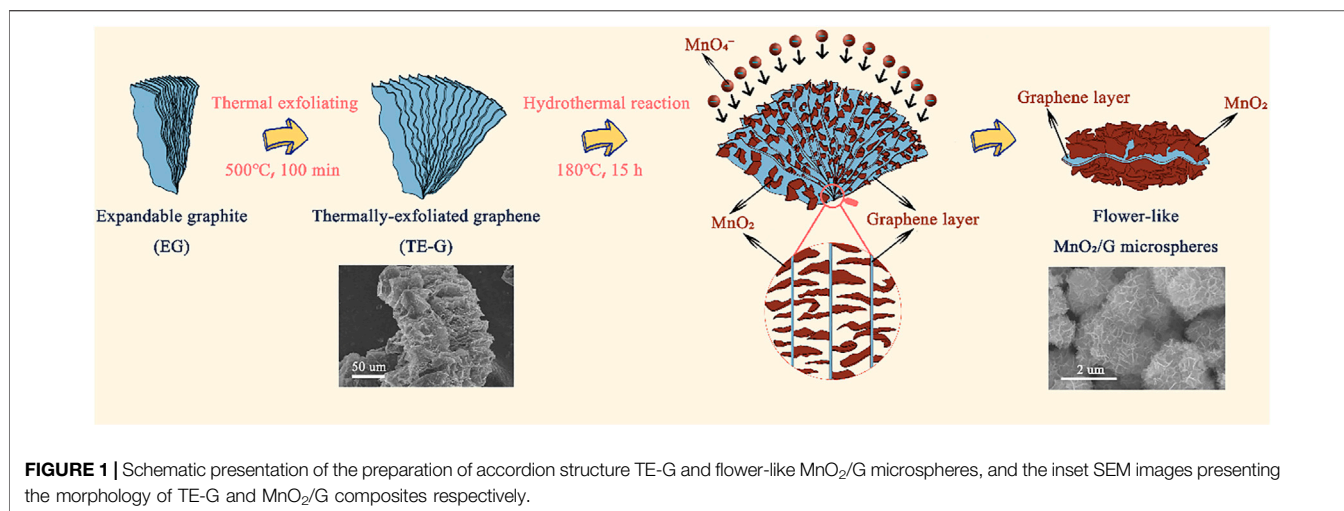 MnO₄⁻
Thermal exfoliating
500°C, 100 min
Hydrothermal reaction
180°C, 15 h
Graphene layer
MnO₂
Expandable graphite
(EG)
Thermally-exfoliated graphene
(TE-G)
MnO₂
Graphene layer
Flower-like
MnO₂/G microspheres
50 um
2 um
FIGURE 1 | Schematic presentation of the preparation of accordion structure TE-G and flower-like MnO₂/G microspheres, and the inset SEM images presenting
the morphology of TE-G and MnO₂/G composites respectively.